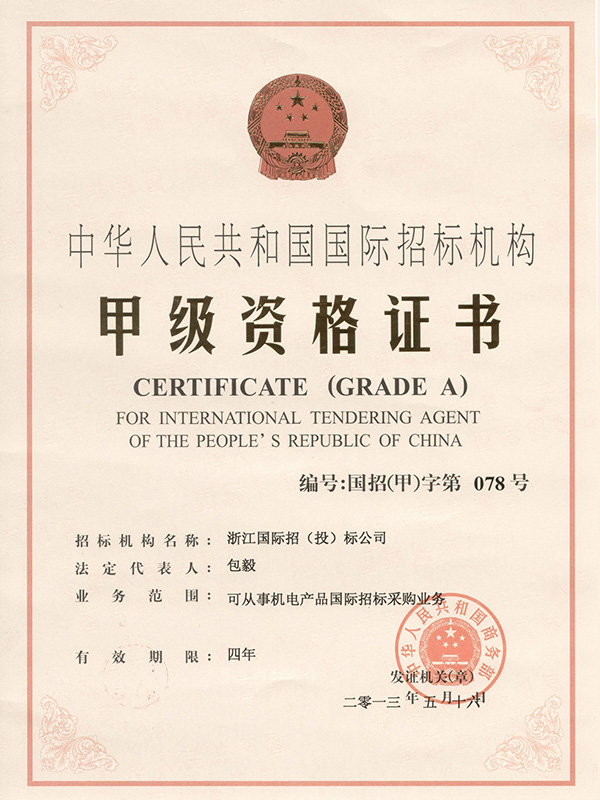 中华人民共和国国际招标机构
甲级资格证书
CERTIFICATE (GRADE A)
FOR INTERNATIONAL TENDERING AGENT
OF THE PEOPLE'S REPUBLIC OF CHINA
编号:国招(甲)字第 078 号
招标机构名称: 浙江国际招(投)标公司
法定代表人: 包毅
业务范围: 可从事机电产品国际招标采购业务
有效期限: 四年
中华人民共和国商务部
发证机关(章)
二零一三年五月十六日